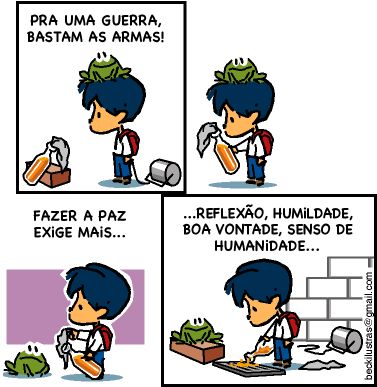 PRA UMA GUERRA,
BASTAM AS ARMAS!
FAZER A PAZ
EXIGE MAIS...
...REFLEXÃO, HUMILDADE,
BOA VONTADE, SENSO DE
HUMANIDADE...
beckilustras@gmail.com